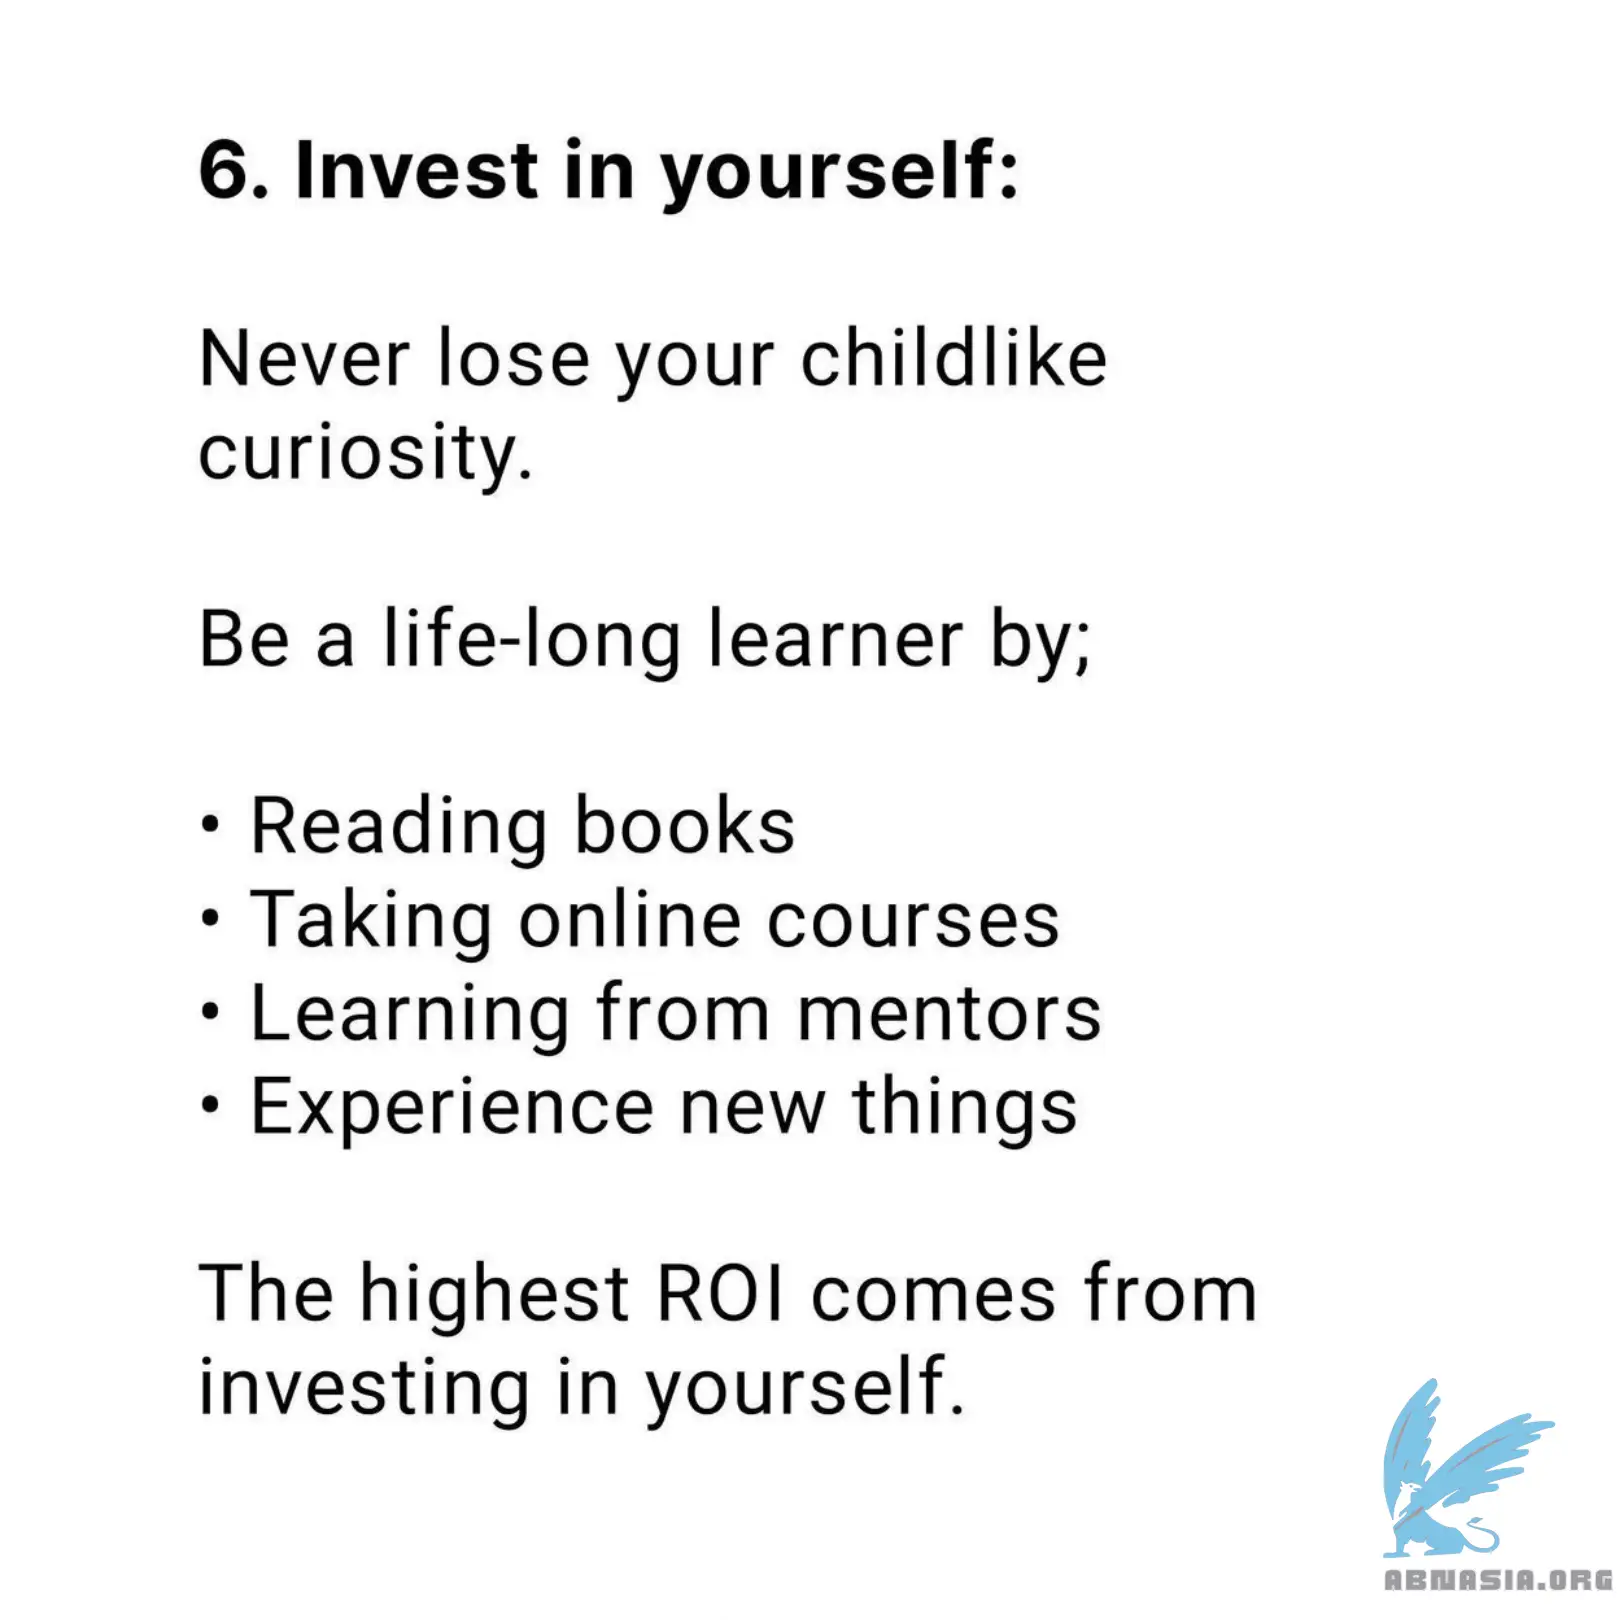 6. Invest in yourself:
Never lose your childlike
curiosity.
Be a life-long learner by;
• Reading books
• Taking online courses
• Learning from mentors
• Experience new things
The highest ROI comes from
investing in yourself.
ABNASIA.ORG